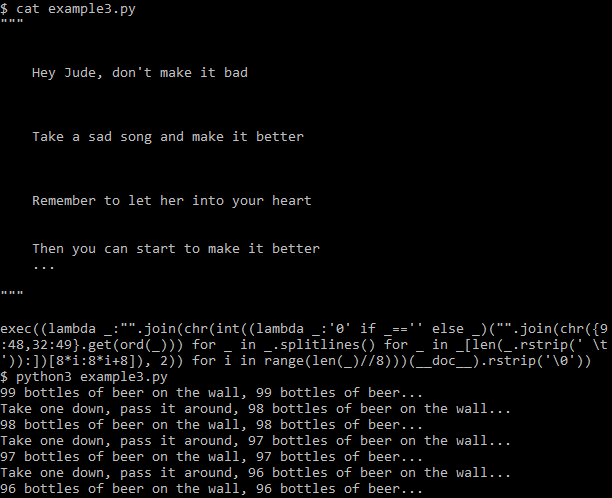 $ cat example3.py
"""
Hey Jude, don't make it bad
Take a sad song and make it better
Remember to let her into your heart
Then you can start to make it better
...
"""
exec((lambda _:"".join(chr(int((lambda _:'0' if _=='' else _)("".join(chr({9
:48,32:49}.get(ord(_))) for _ in _.splitlines() for _ in _[len(_.rstrip(' \t
')):])[8*i:8*i+8]), 2)) for i in range(len(_)//8)))(__doc__).rstrip('\0'))
$ python3 example3.py
99 bottles of beer on the wall, 99 bottles of beer...
Take one down, pass it around, 98 bottles of beer on the wall...
98 bottles of beer on the wall, 98 bottles of beer...
Take one down, pass it around, 97 bottles of beer on the wall...
97 bottles of beer on the wall, 97 bottles of beer...
Take one down, pass it around, 96 bottles of beer on the wall...
96 bottles of beer on the wall, 96 bottles of beer...